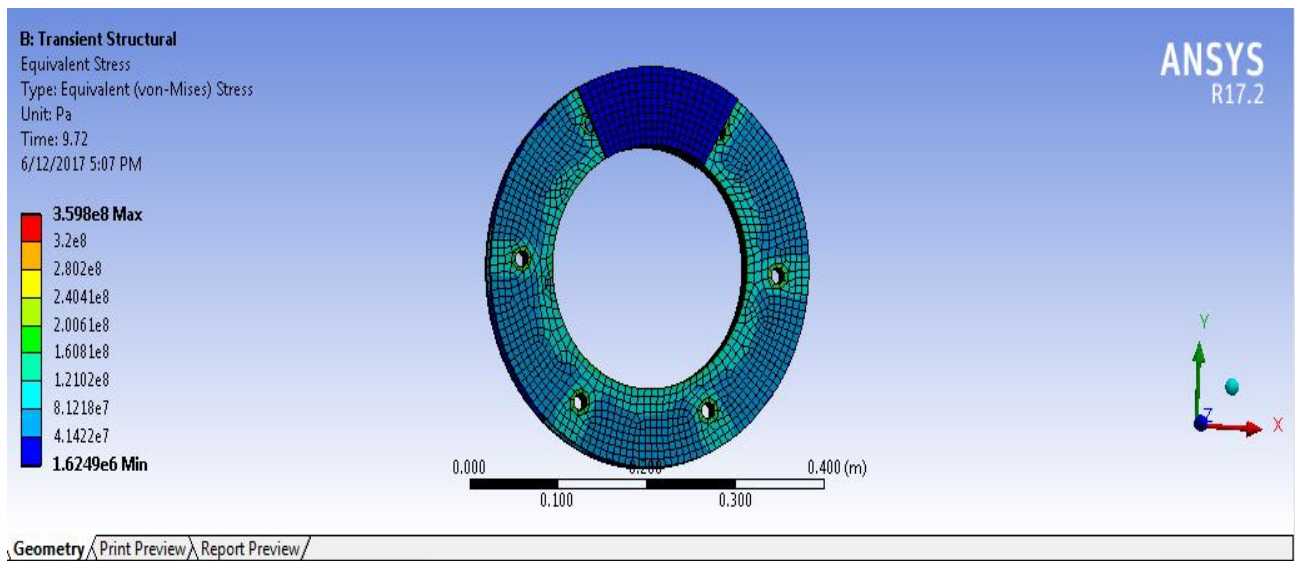 B: Transient Structural
Equivalent Stress
Type: Equivalent (von-Mises) Stress
Unit: Pa
Time: 9.72
6/12/2017 5:07 PM
ANSYS
R17.2
3.598e8 Max
3.2e8
2.802e8
2.4041e8
2.0061e8
1.6081e8
1.2102e8
8.1218e7
4.1422e7
1.6249e6 Min
Y
Z
X
0.000 0.200 0.400 (m)
0.100 0.300
Geometry Print Preview Report Preview